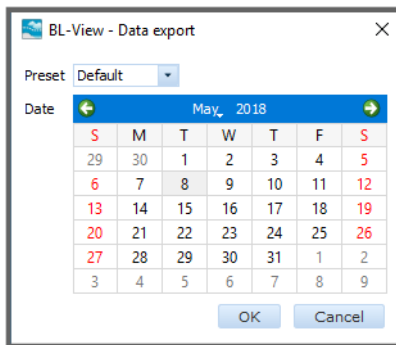 BL-View - Data export
Preset Default
Date May, 2018
S M T W T F S
29 30 1 2 3 4 5
6 7 8 9 10 11 12
13 14 15 16 17 18 19
20 21 22 23 24 25 26
27 28 29 30 31 1 2
3 4 5 6 7 8 9
OK Cancel